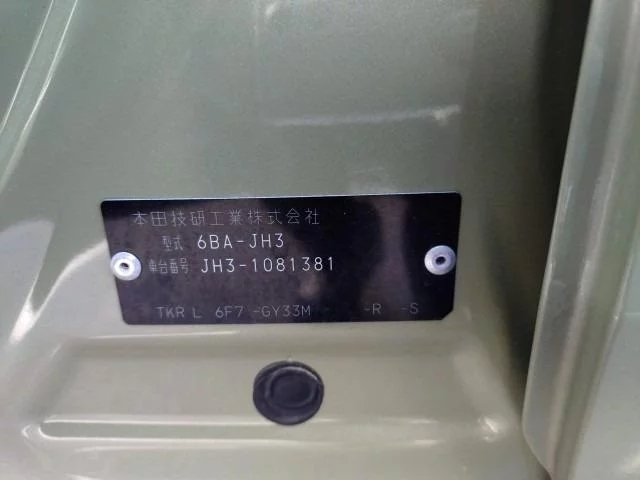 本田技研工業株式会社
型式 6BA-JH3
車台番号 JH3-1081381
TKR L 6F7 -GY33M -R -S